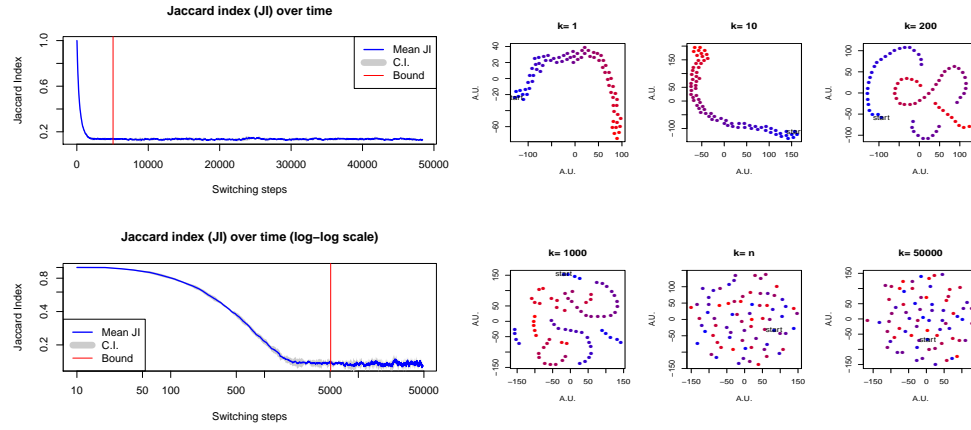 Jaccard index (JI) over time
Jaccard Index
1.0
0.6
0.2
Mean JI
C.I.
Bound
0
10000
20000
30000
40000
50000
Switching steps
k= 1
A.U.
40
20
0
−20
−60
start
−100
−50
0
50
100
A.U.
k= 10
A.U.
150
100
50
0
−50
−100
start
−50
0
50
100
150
A.U.
k= 200
A.U.
100
50
0
−50
−100
start
−100
−50
0
50
100
A.U.
Jaccard index (JI) over time (log−log scale)
Jaccard Index
0.8
0.4
0.2
Mean JI
C.I.
Bound
10
50
100
500
5000
50000
Switching steps
k= 1000
A.U.
150
50
0
−50
−150
start
−150
−50
0
50
150
A.U.
k= n
A.U.
100
50
0
−50
−150
start
−150
−50
0
50
150
A.U.
k= 50000
A.U.
150
50
0
−50
−150
start
−150
−50
0
50
150
A.U.